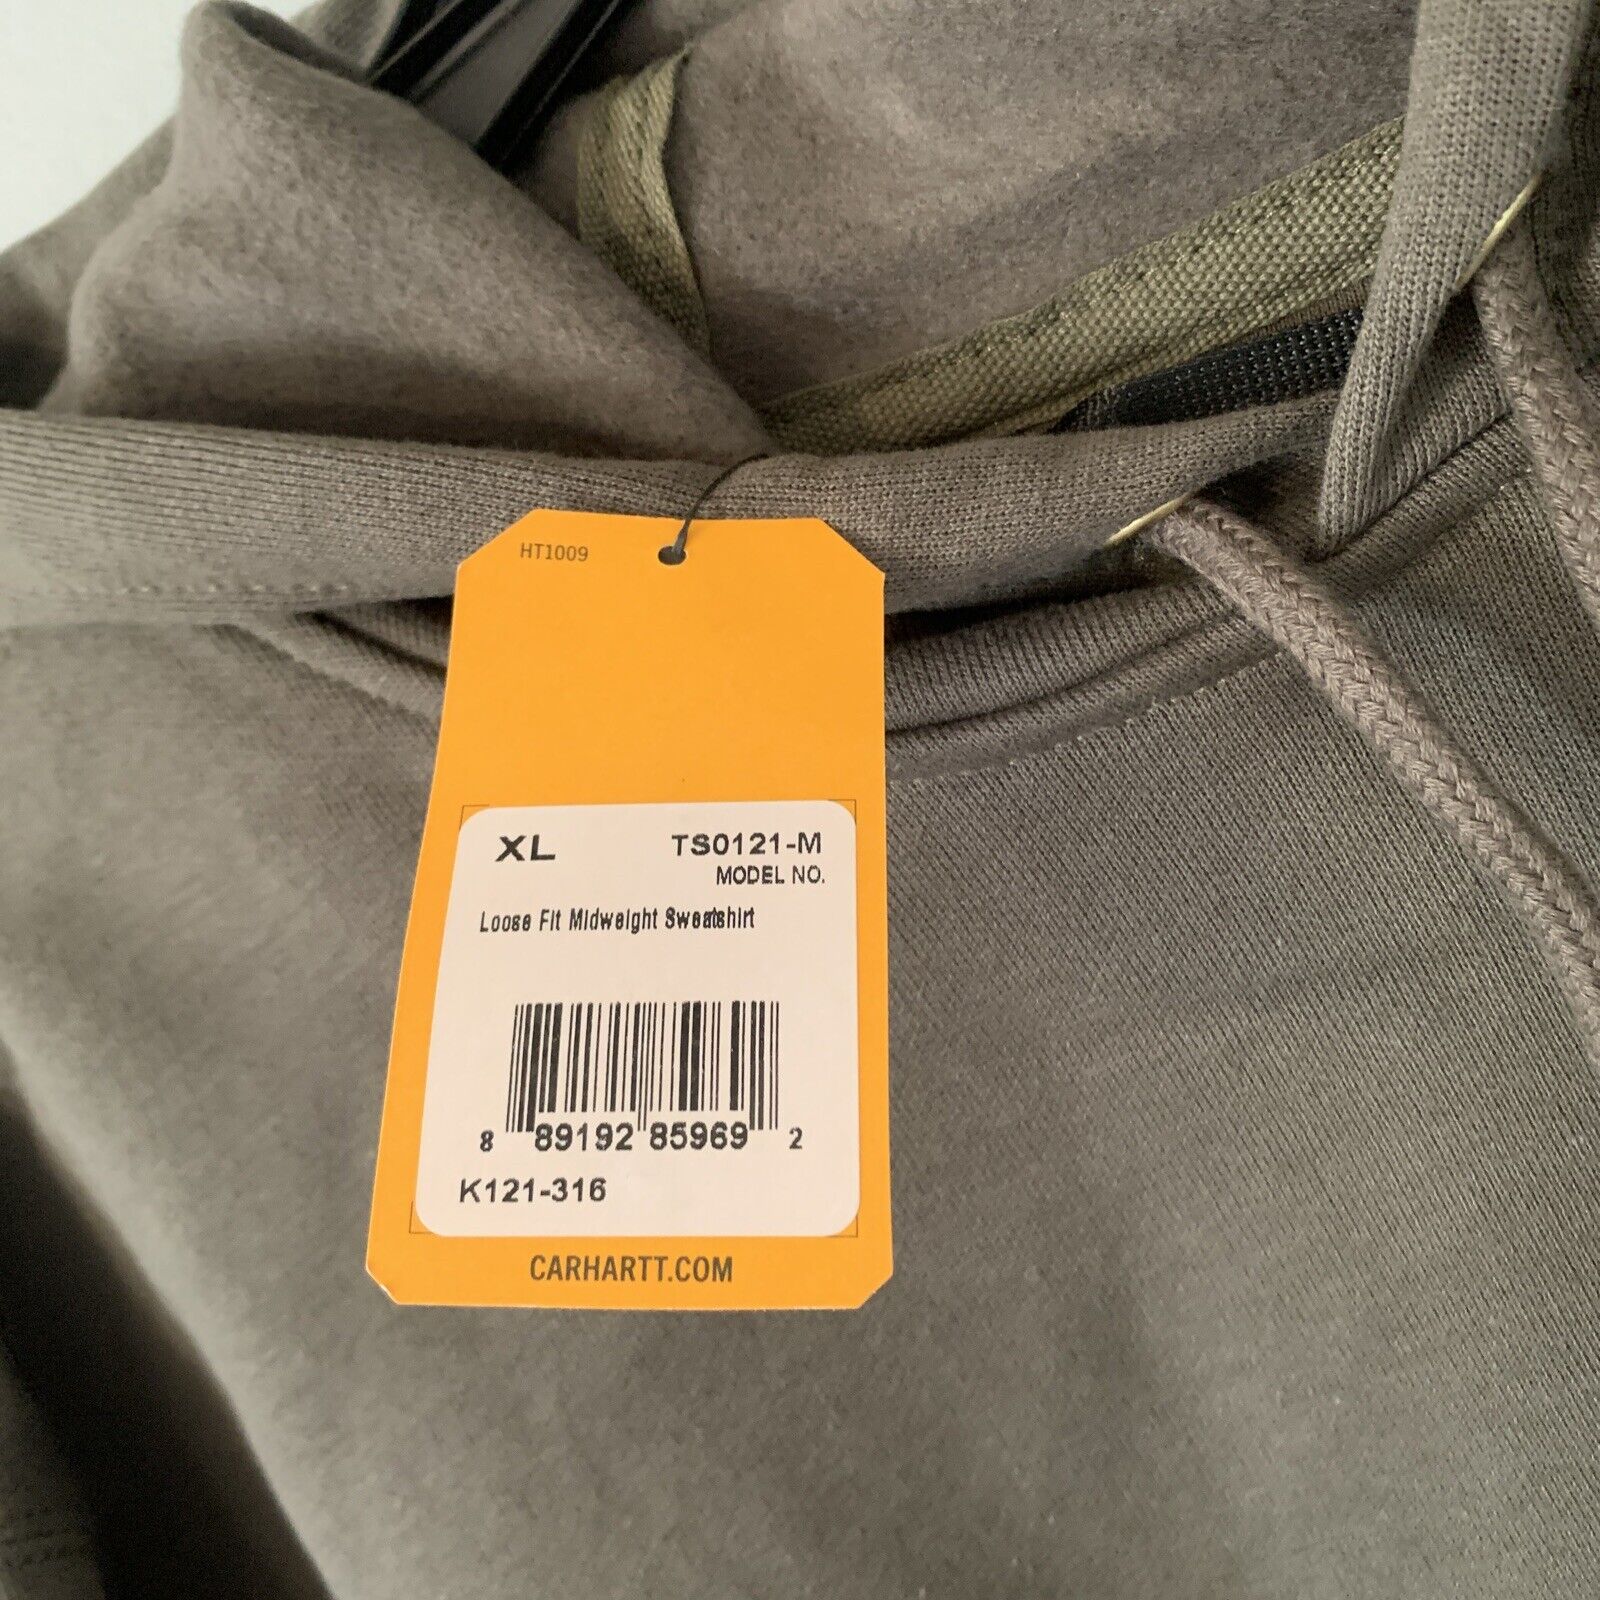 HT1009
XL TS0121-M
MODEL NO.
Loose Fit Midweight Sweatshirt
8 89192 85969 2
K121-316
CARHARTT.COM